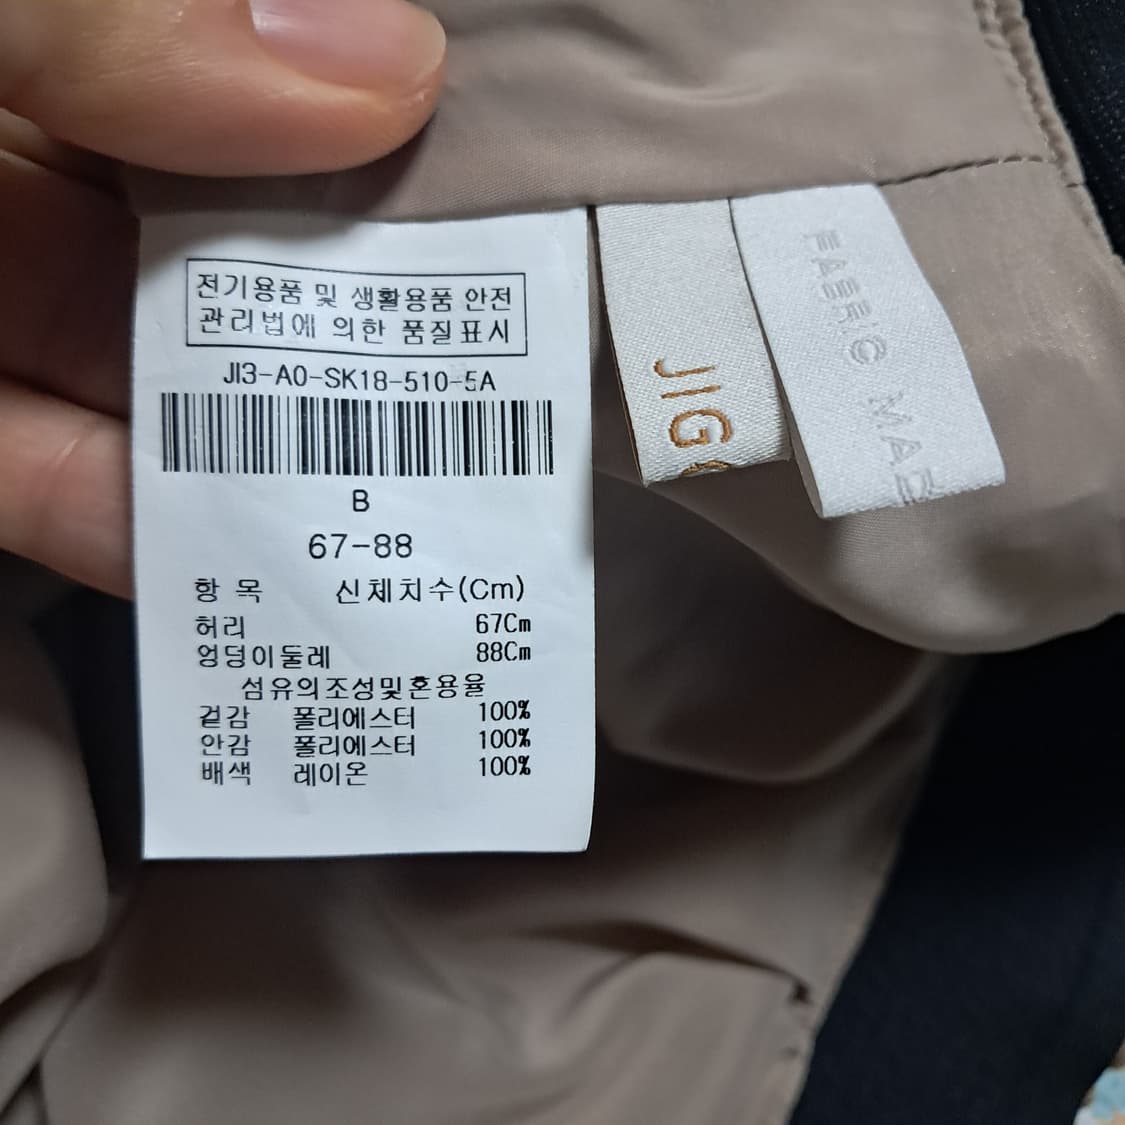 전기용품 및 생활용품 안전
관리법에 의한 품질표시
JI3-A0-SK18-510-5A
B
67-88
항 목 신체치수(Cm)
허리 67Cm
엉덩이둘레 88Cm
섬유의조성및혼용율
겉감 폴리에스터 100%
안감 폴리에스터 100%
배색 레이온 100%
JIG
FABRIC MAD